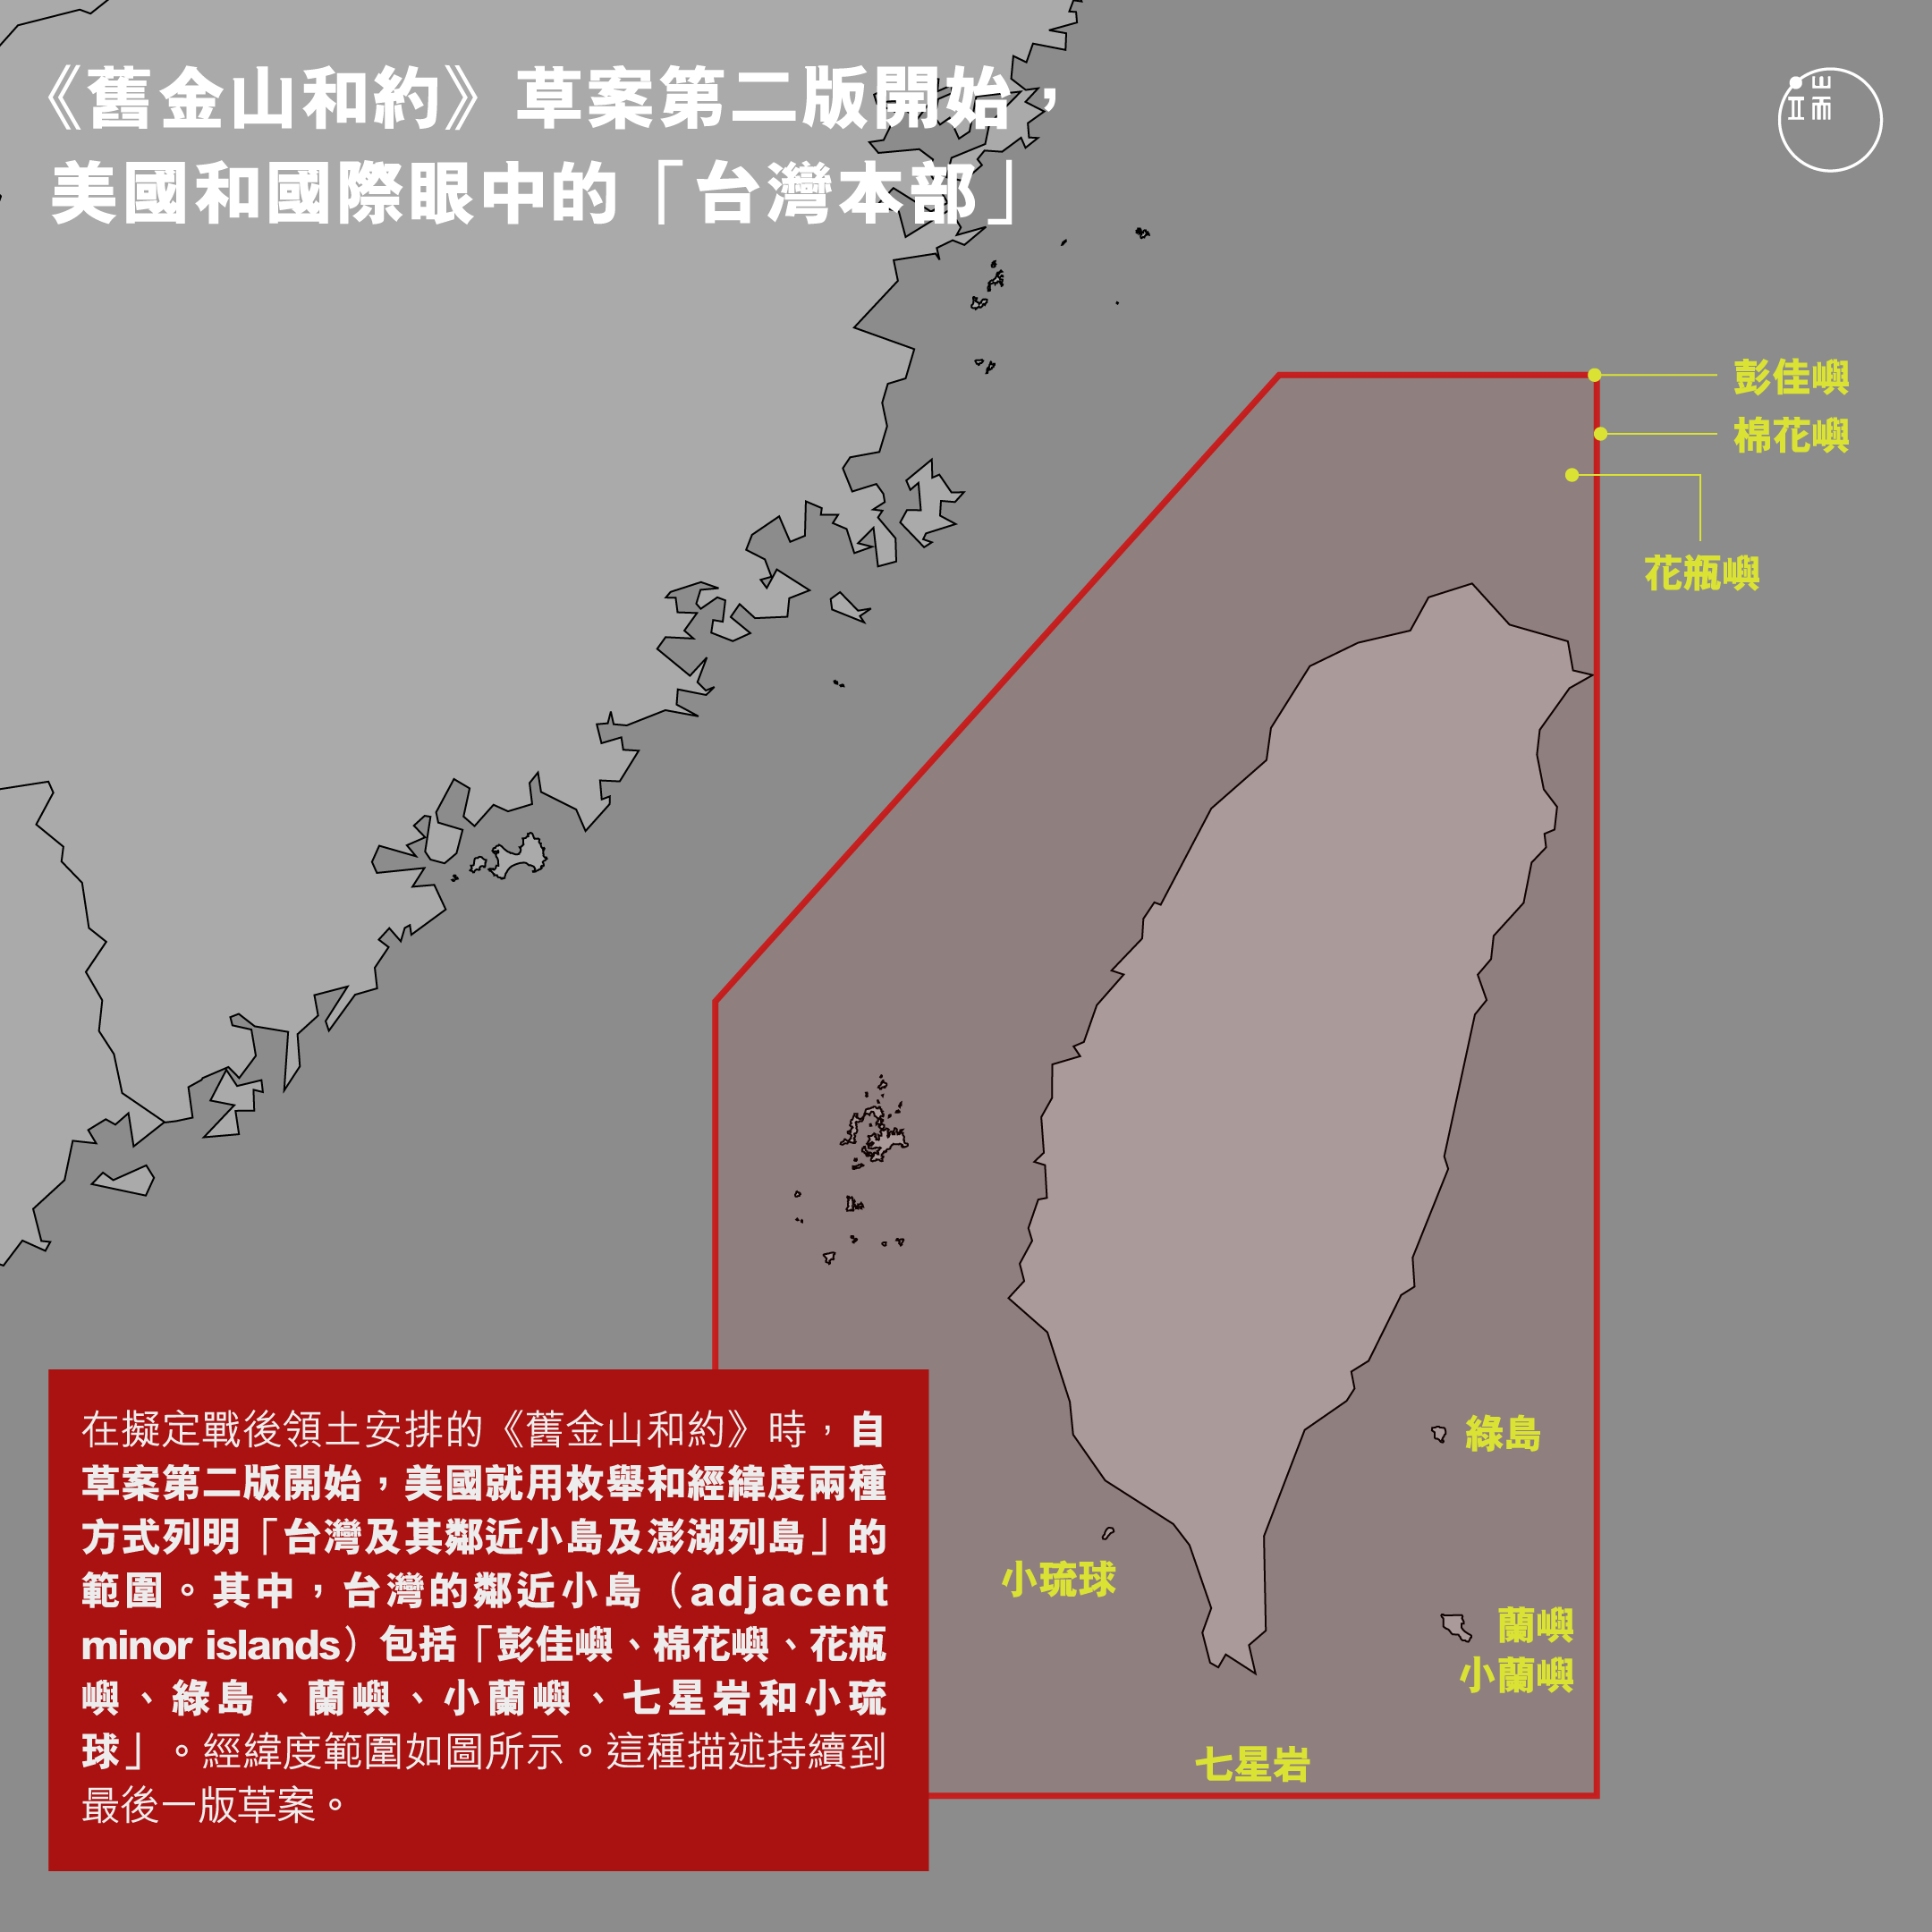 《舊金山和約》草案第二版開始，
美國和國際眼中的「台灣本部」
端
彭佳嶼
棉花嶼
花瓶嶼
綠島
小琉球
蘭嶼
小蘭嶼
七星岩
在擬定戰後領土安排的《舊金山和約》時，自
草案第二版開始，美國就用枚舉和經緯度兩種
方式列明「台灣及其鄰近小島及澎湖列島」的
範圍。其中，台灣的鄰近小島（adjacent
minor islands）包括「彭佳嶼、棉花嶼、花瓶
嶼、綠島、蘭嶼、小蘭嶼、七星岩和小琉
球」。經緯度範圍如圖所示。這種描述持續到
最後一版草案。